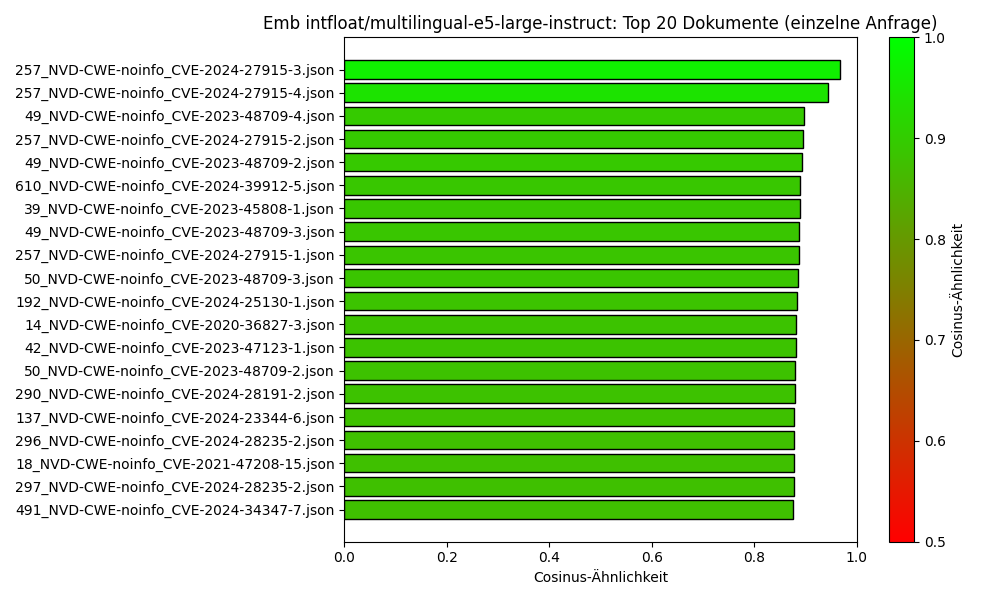 Emb intfloat/multilingual-e5-large-instruct: Top 20 Dokumente (einzelne Anfrage)
257_NVD-CWE-noinfo_CVE-2024-27915-3.json
257_NVD-CWE-noinfo_CVE-2024-27915-4.json
49_NVD-CWE-noinfo_CVE-2023-48709-4.json
257_NVD-CWE-noinfo_CVE-2024-27915-2.json
49_NVD-CWE-noinfo_CVE-2023-48709-2.json
610_NVD-CWE-noinfo_CVE-2024-39912-5.json
39_NVD-CWE-noinfo_CVE-2023-45808-1.json
49_NVD-CWE-noinfo_CVE-2023-48709-3.json
257_NVD-CWE-noinfo_CVE-2024-27915-1.json
50_NVD-CWE-noinfo_CVE-2023-48709-3.json
192_NVD-CWE-noinfo_CVE-2024-25130-1.json
14_NVD-CWE-noinfo_CVE-2020-36827-3.json
42_NVD-CWE-noinfo_CVE-2023-47123-1.json
50_NVD-CWE-noinfo_CVE-2023-48709-2.json
290_NVD-CWE-noinfo_CVE-2024-28191-2.json
137_NVD-CWE-noinfo_CVE-2024-23344-6.json
296_NVD-CWE-noinfo_CVE-2024-28235-2.json
18_NVD-CWE-noinfo_CVE-2021-47208-15.json
297_NVD-CWE-noinfo_CVE-2024-28235-2.json
491_NVD-CWE-noinfo_CVE-2024-34347-7.json
0.0 0.2 0.4 0.6 0.8 1.0
Cosinus-Ähnlichkeit
1.0
0.9
0.8
0.7
0.6
0.5
Cosinus-Ähnlichkeit